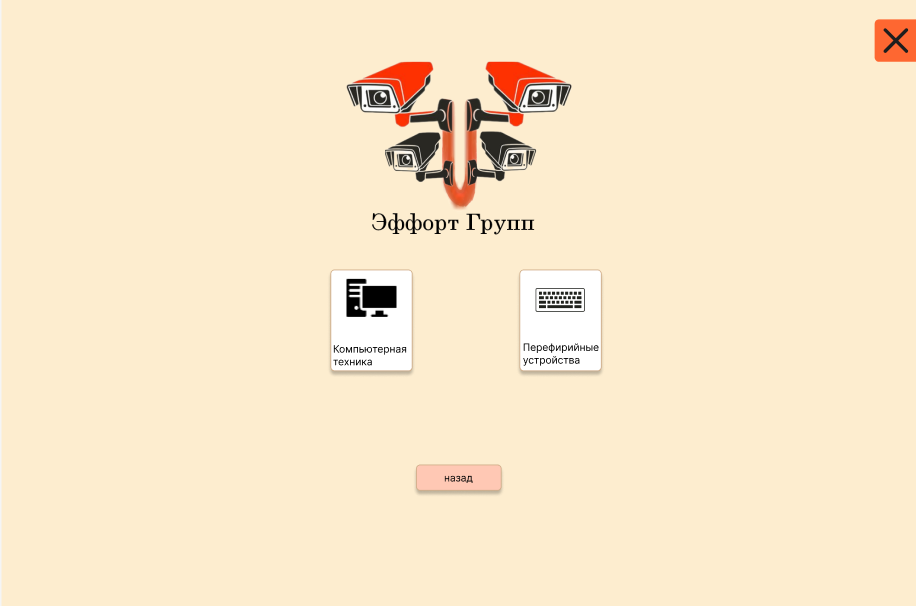 Эффорт Групп
Компьютерная
техника
Перефирийные
устройства
назад